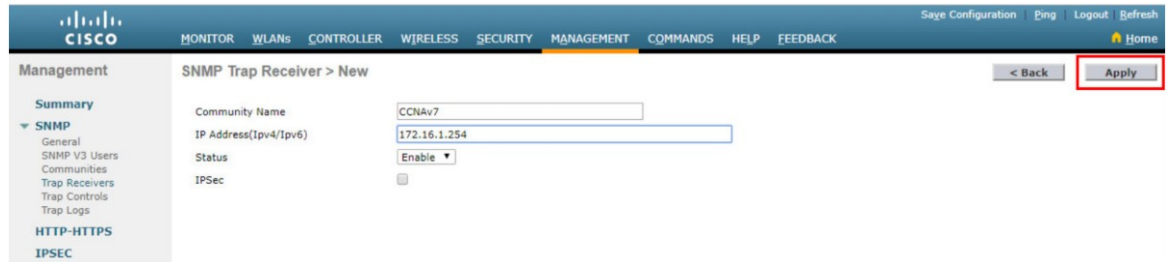 Save Configuration | Ping | Logout | Refresh
CISCO
MONITOR WLANs CONTROLLER WIRELESS SECURITY MANAGEMENT COMMANDS HELP FEEDBACK
Home
Management
SNMP Trap Receiver > New
< Back
Apply
Summary
SNMP
General
SNMP V3 Users
Communities
Trap Receivers
Trap Controls
Trap Logs
HTTP-HTTPS
IPSEC
Community Name CCNAv7
IP Address(Ipv4/Ipv6) 172.16.1.254
Status Enable
IPSec